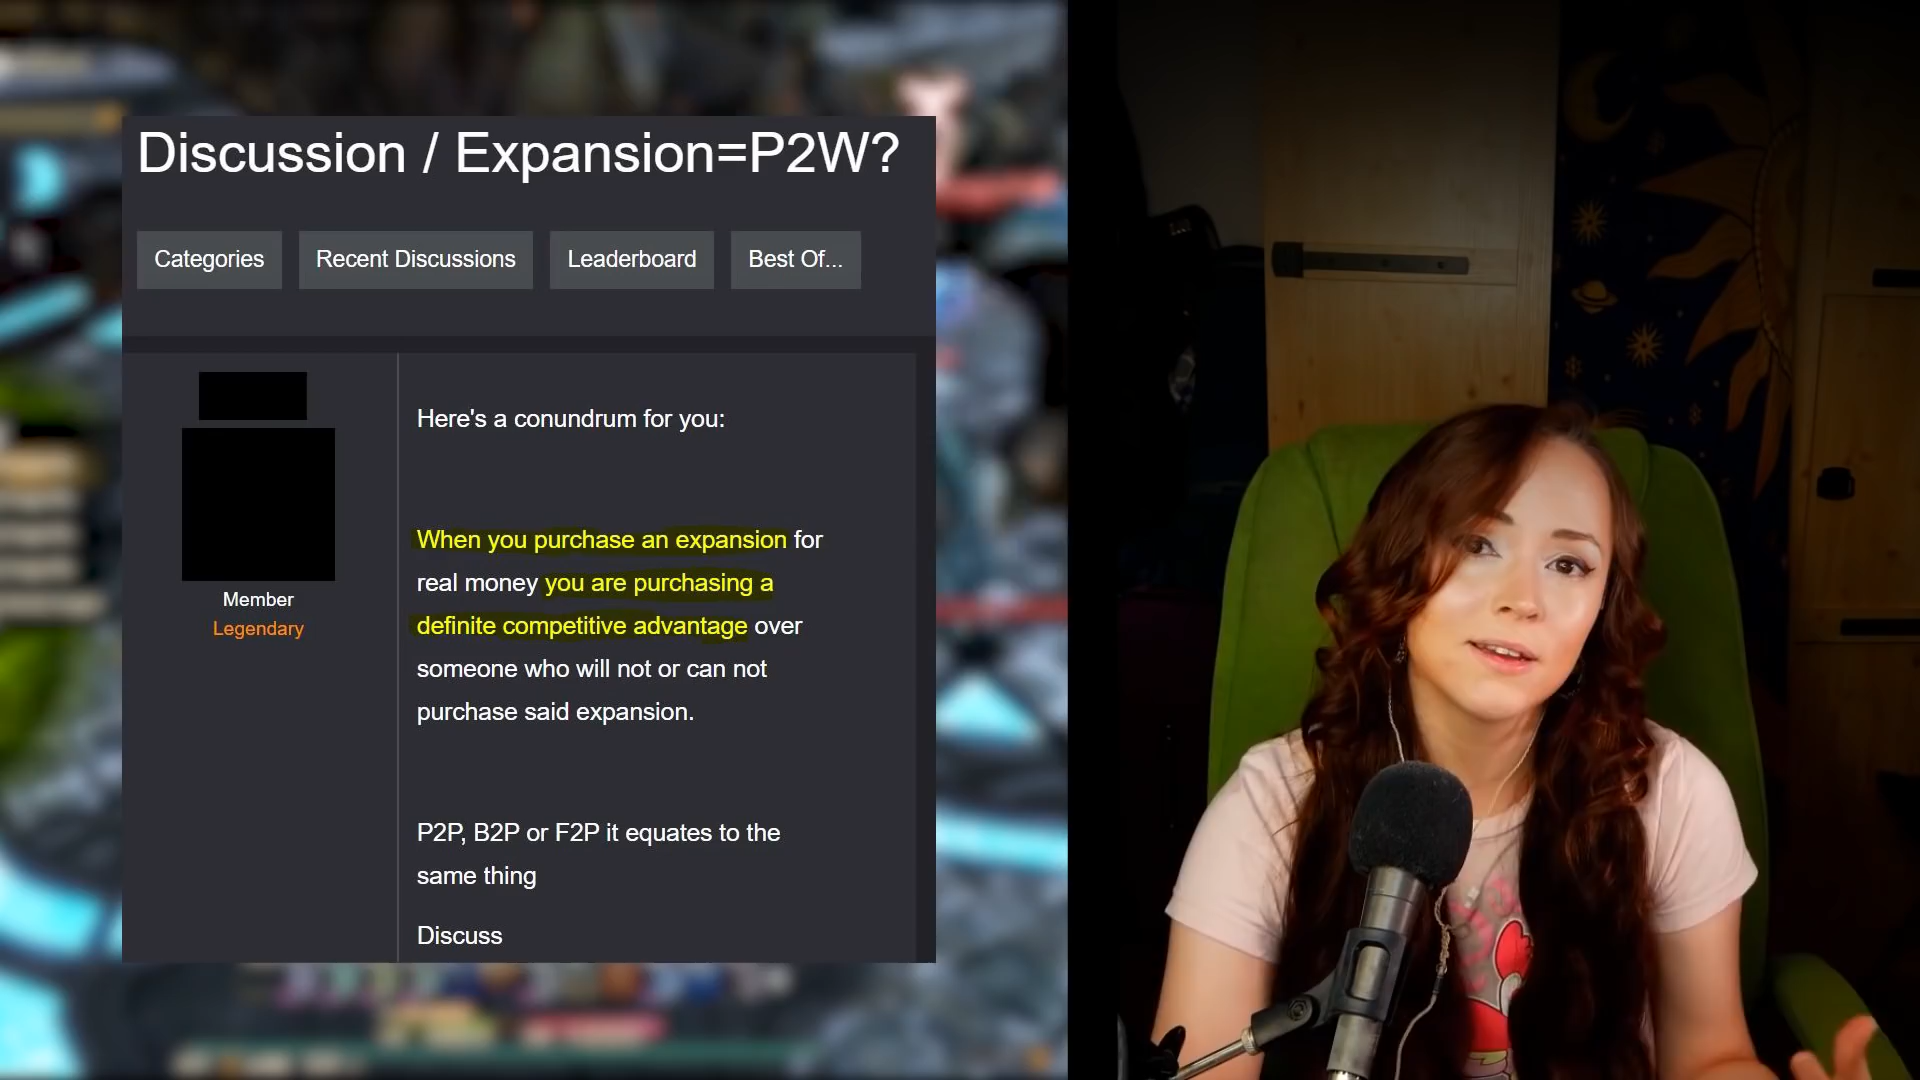 Discussion / Expansion=P2W?
Categories
Recent Discussions
Leaderboard
Best Of...
Member
Legendary
Here's a conundrum for you:
When you purchase an expansion for
real money you are purchasing a
definite competitive advantage over
someone who will not or can not
purchase said expansion.
P2P, B2P or F2P it equates to the
same thing
Discuss